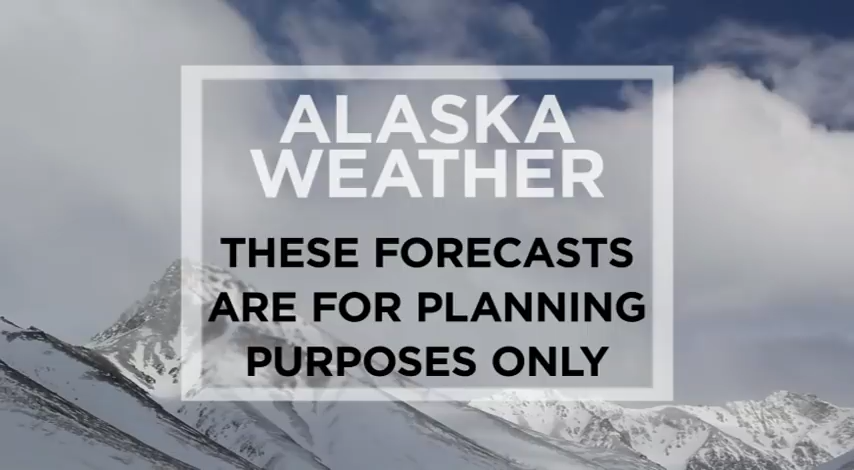 ALASKA
WEATHER
THESE FORECASTS
ARE FOR PLANNING
PURPOSES ONLY